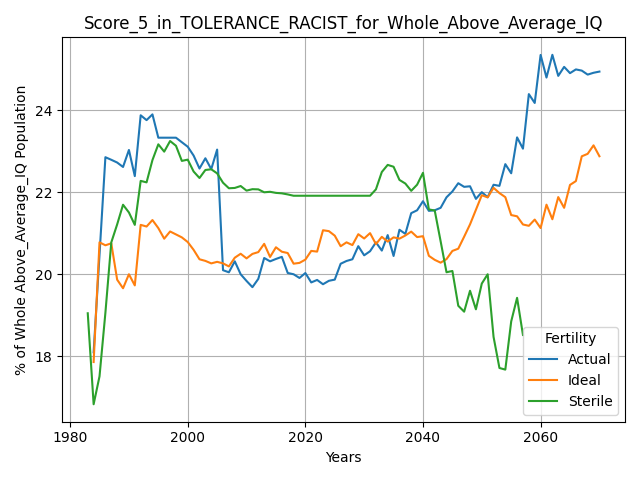 Score_5_in_TOLERANCE_RACIST_for_Whole_Above_Average_IQ
% of Whole Above_Average_IQ Population
24
22
20
18
1980
2000
2020
2040
2060
Years
Fertility
Actual
Ideal
Sterile